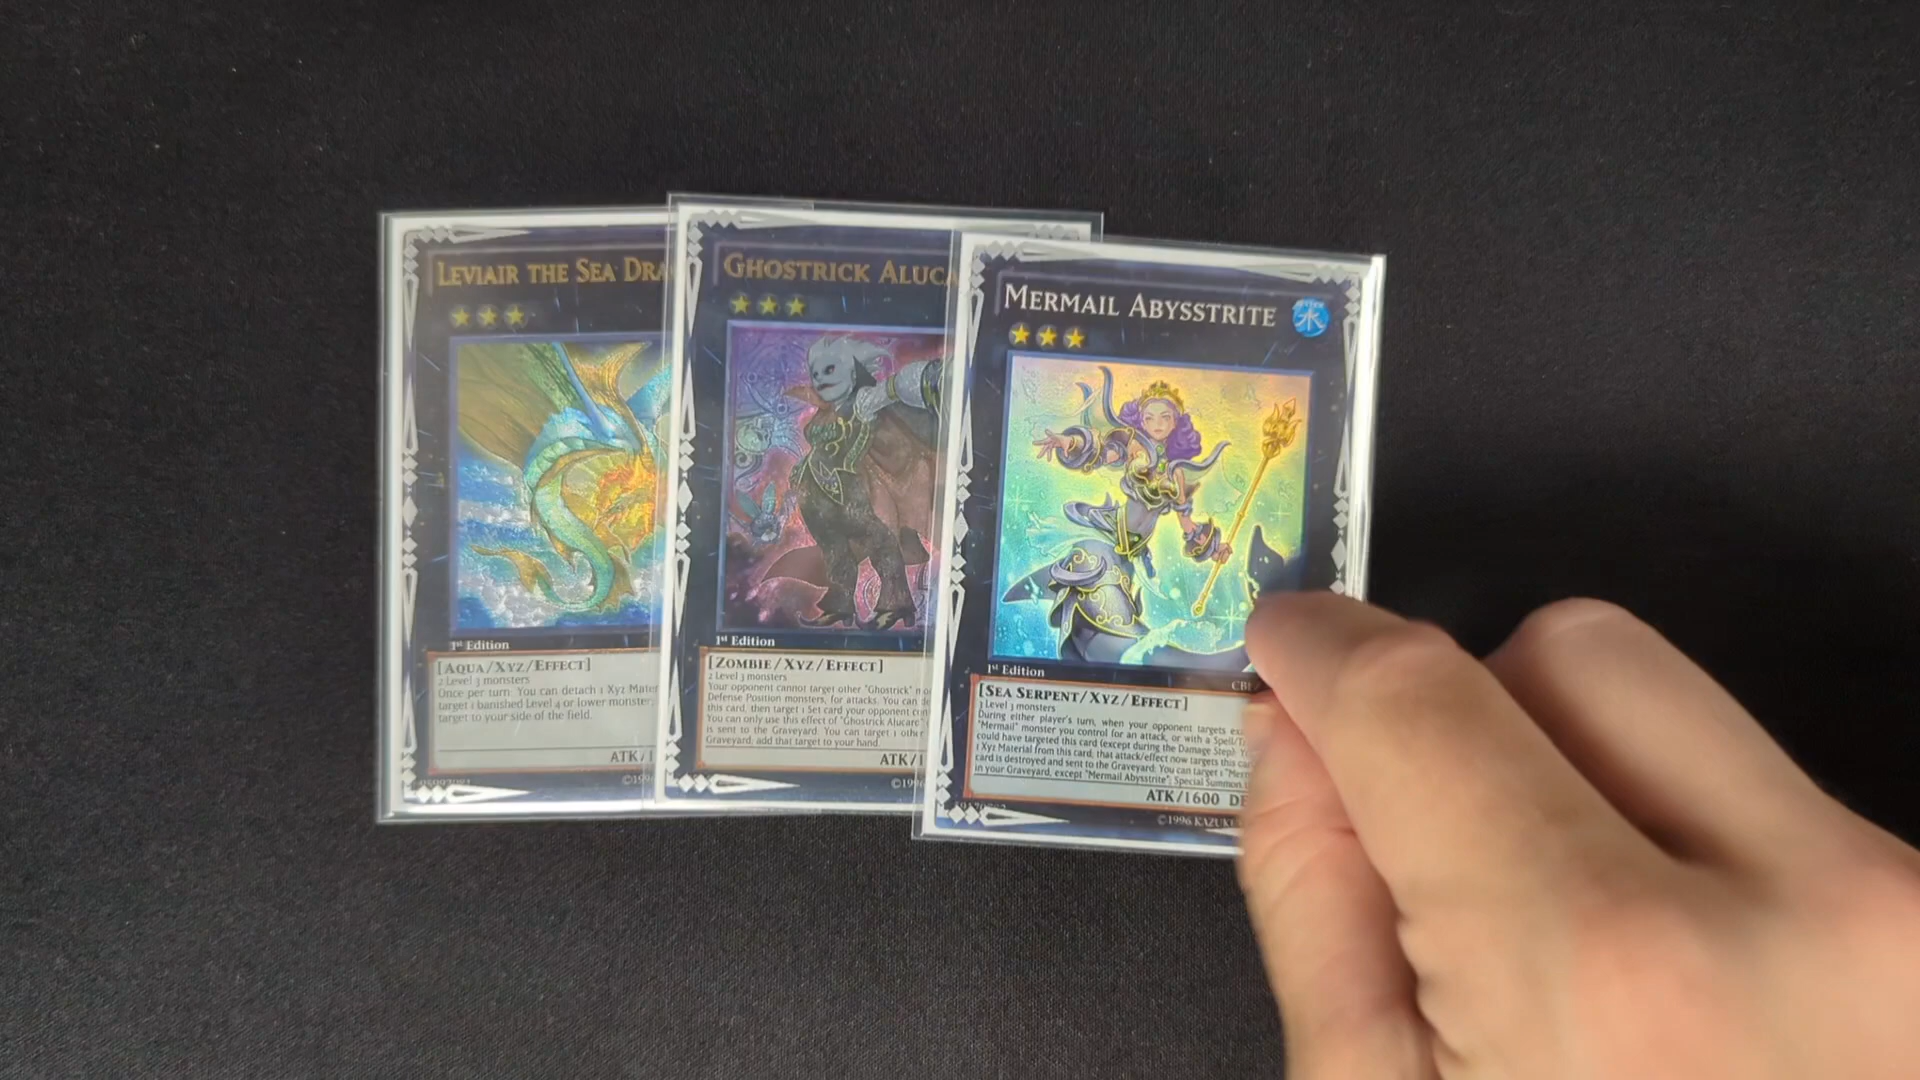 LEVIAIR THE SEA DRA
1st Edition
[AQUA/XYZ/EFFECT]
2 Level 3 monsters
Once per turn: You can detach 1 Xyz Mate
target 1 banished Level 4 or lower monster
target to your side of the field.
ATK/1
©199
GHOSTRICK ALUCA
1st Edition
[ZOMBIE/XYZ/EFFECT]
2 Level 3 monsters
Your opponent cannot target other "Ghostrick" mo
Defense Position monsters, for attacks. You can de
this card, then target 1 Set card your opponent con
You can only use this effect of "Ghostrick Alucard"
is sent to the Graveyard: You can target 1 other
Graveyard; add that target to your hand.
ATK/1
©199
MERMAIL ABYSSTRITE
水
1st Edition
CBL
[SEA SERPENT/XYZ/EFFECT]
3 Level 3 monsters
During either player's turn, when your opponent targets exa
"Mermail" monster you control for an attack, or with a Spell/Tr
could have targeted this card (except during the Damage Step): Y
1 Xyz Material from this card; that attack/effect now targets this car
card is destroyed and sent to the Graveyard: You can target 1 "Merm
in your Graveyard, except "Mermail Abysstrite"; Special Summon
ATK/1600 DE
©1996 KAZUKI